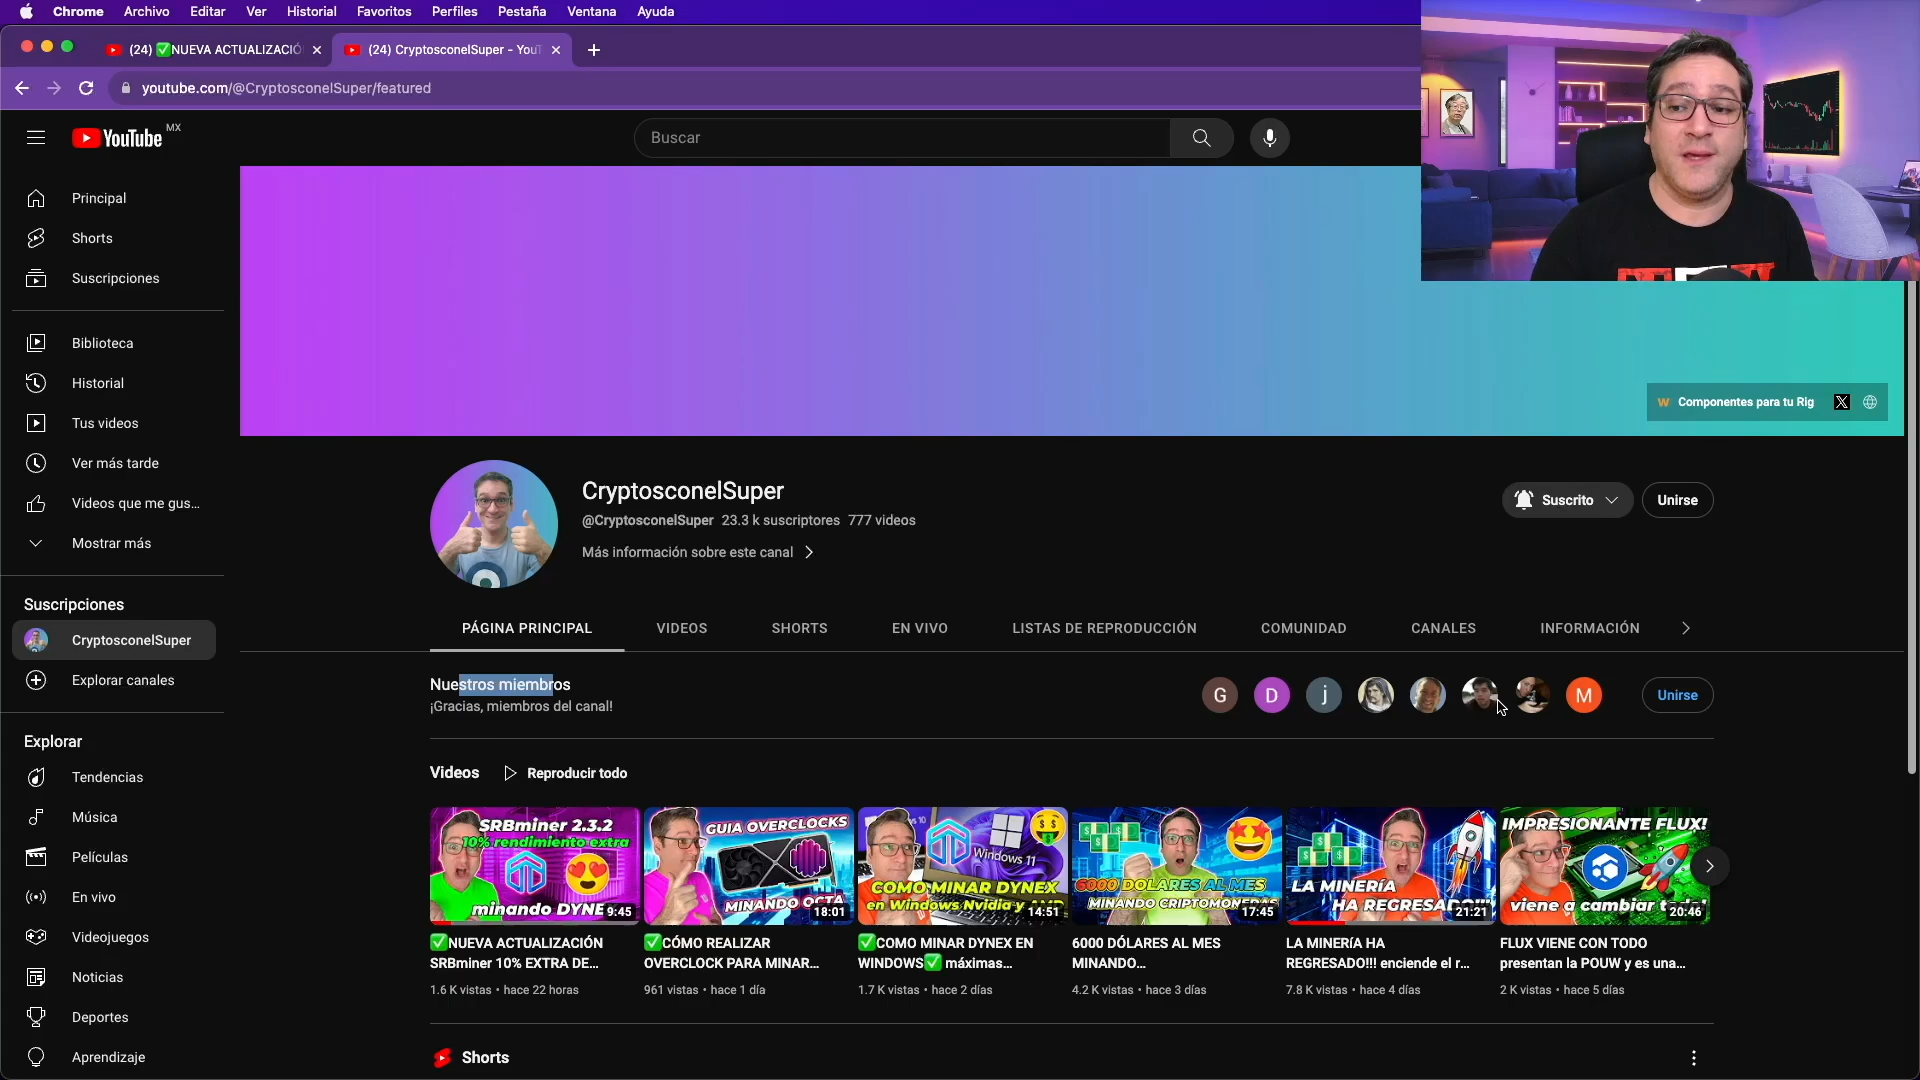 Chrome Archivo Editar Ver Historial Favoritos Perfiles Pestaña Ventana Ayuda
(24) ✅NUEVA ACTUALIZACIÓ
(24) CryptosconelSuper - YouT
youtube.com/@CryptosconelSuper/featured
YouTube MX
Buscar
Principal
Shorts
Suscripciones
Biblioteca
Historial
Tus videos
Ver más tarde
Videos que me gus...
Mostrar más
Suscripciones
CryptosconelSuper
Explorar canales
Explorar
Tendencias
Música
Películas
En vivo
Videojuegos
Noticias
Deportes
Aprendizaje
Componentes para tu Rig
CryptosconelSuper
@CryptosconelSuper 23.3 k suscriptores 777 videos
Más información sobre este canal
Suscrito
Unirse
PÁGINA PRINCIPAL VIDEOS SHORTS EN VIVO LISTAS DE REPRODUCCIÓN COMUNIDAD CANALES INFORMACIÓN
Nuestros miembros
¡Gracias, miembros del canal!
G D j M
Unirse
Videos Reproducir todo
SRBminer 2.3.2
10% rendimiento extra
minando DYNE
9:45
GUIA OVERCLOCKS
MINANDO OCTA
18:01
Windows 11
COMO MINAR DYNEX
en Windows Nvidia y AMD
14:51
6000 DOLARES AL MES
MINANDO CRIPTOMONEDAS
17:45
LA MINERÍA
HA REGRESADO!!!
21:21
IMPRESIONANTE FLUX!
viene a cambiar todo!
20:46
✅NUEVA ACTUALIZACIÓN
SRBminer 10% EXTRA DE...
1.6 K vistas • hace 22 horas
✅CÓMO REALIZAR
OVERCLOCK PARA MINAR...
961 vistas • hace 1 día
✅COMO MINAR DYNEX EN
WINDOWS✅ máximas...
1.7 K vistas • hace 2 días
6000 DÓLARES AL MES
MINANDO...
4.2 K vistas • hace 3 días
LA MINERÍA HA
REGRESADO!!! enciende el r...
7.8 K vistas • hace 4 días
FLUX VIENE CON TODO
presentan la POUW y es una...
2 K vistas • hace 5 días
Shorts